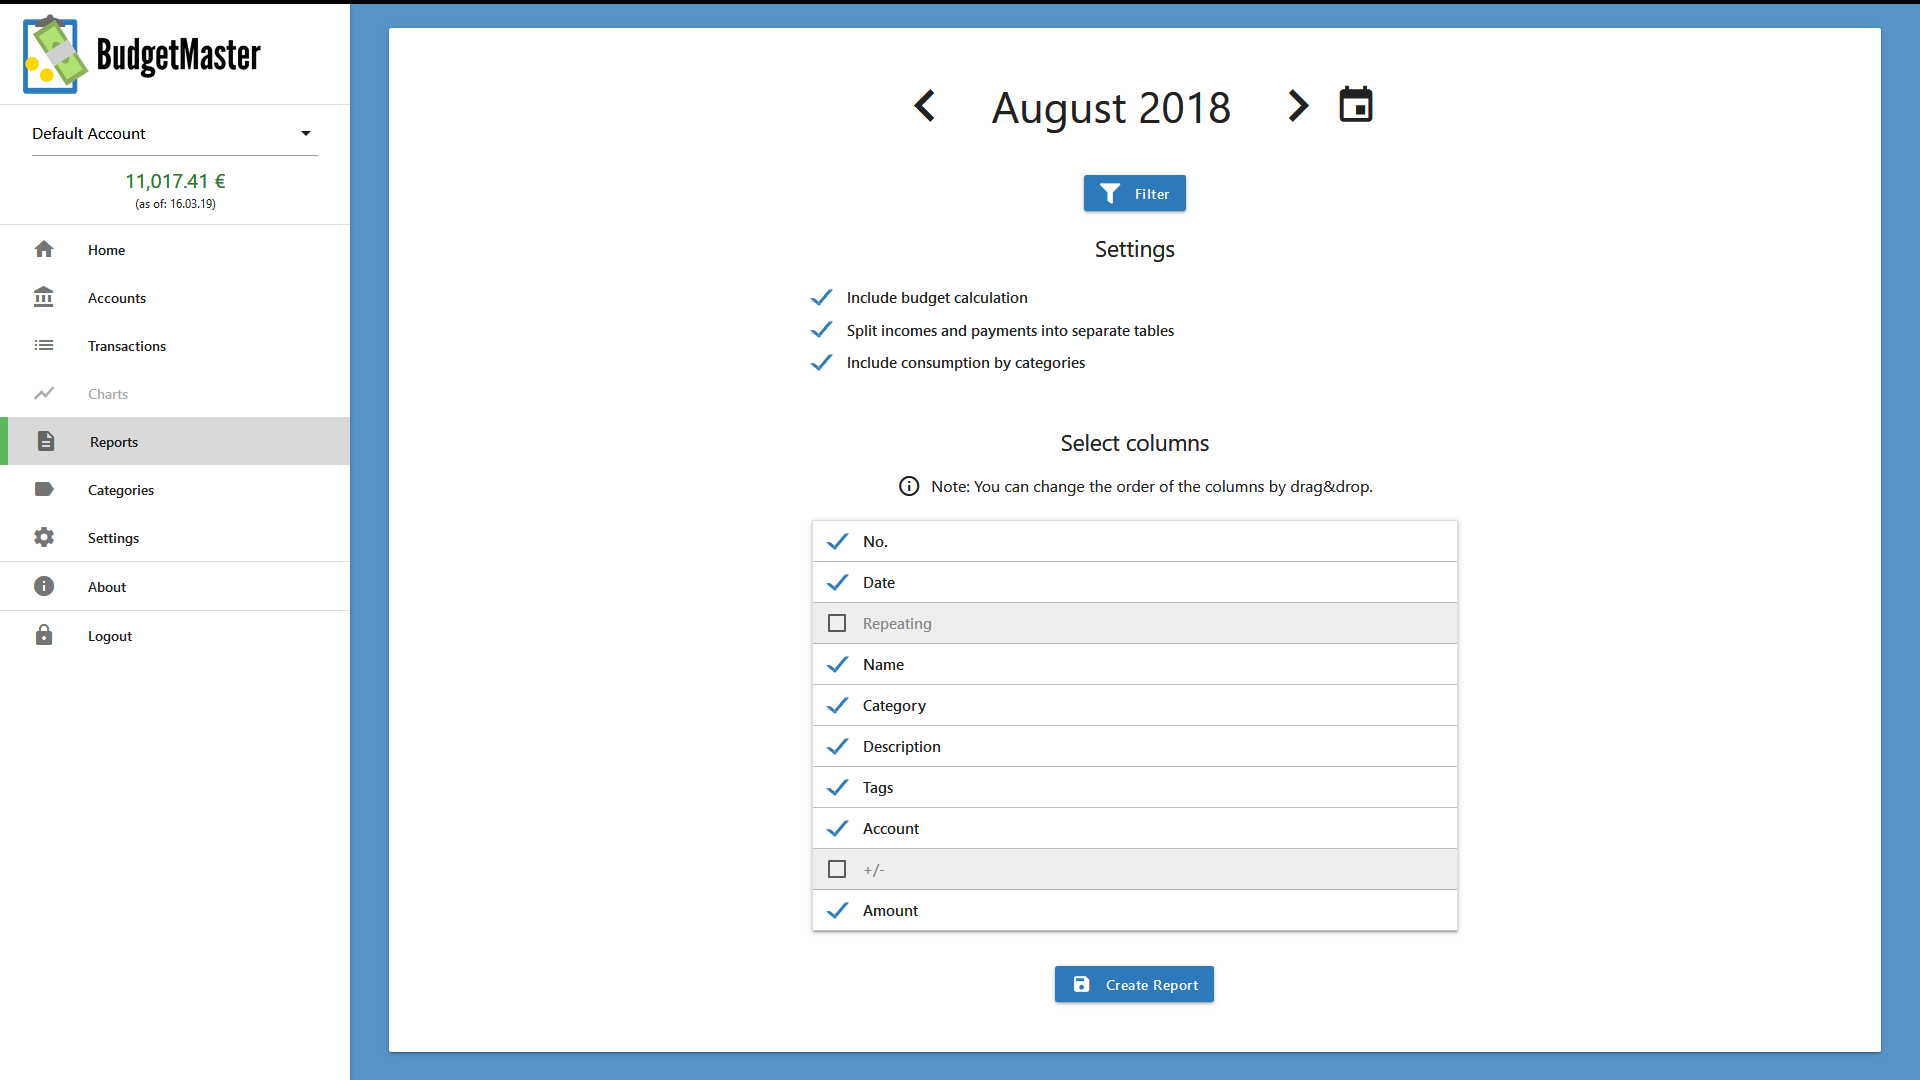 BudgetMaster
Default Account
11,017.41 €
(as of: 16.03.19)
Home
Accounts
Transactions
Charts
Reports
Categories
Settings
About
Logout
August 2018
Filter
Settings
Include budget calculation
Split incomes and payments into separate tables
Include consumption by categories
Select columns
Note: You can change the order of the columns by drag&drop.
No.
Date
Repeating
Name
Category
Description
Tags
Account
+/-
Amount
Create Report